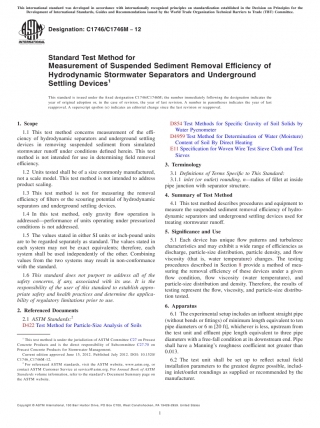 This international standard was developed in accordance with internationally recognized principles on standardization established in the Decision on Principles for the
Development of International Standards, Guides and Recommendations issued by the World Trade Organization Technical Barriers to Trade (TBT) Committee.
Designation: C1746/C1746M – 12
INTERNATIONAL
Standard Test Method for
Measurement of Suspended Sediment Removal Efficiency of
Hydrodynamic Stormwater Separators and Underground
Settling Devices1
This standard is issued under the fixed designation C1746/C1746M; the number immediately following the designation indicates the
year of original adoption or, in the case of revision, the year of last revision. A number in parentheses indicates the year of last
reapproval. A superscript epsilon (ε) indicates an editorial change since the last revision or reapproval.
1. Scope
1.1 This test method concerns measurement of the effi-
ciency of hydrodynamic separators and underground settling
devices in removing suspended sediment from simulated
stormwater runoff under conditions defined herein. This test
method is not intended for use in determining field removal
efficiency.
1.2 Units tested shall be of a size commonly manufactured,
not a scale model. This test method is not intended to address
product scaling.
1.3 This test method is not for measuring the removal
efficiency of filters or the scouring potential of hydrodynamic
separators and underground settling devices.
1.4 In this test method, only gravity flow operation is
addressed—performance of units operating under pressurized
conditions is not addressed.
1.5 The values stated in either SI units or inch-pound units
are to be regarded separately as standard. The values stated in
each system may not be exact equivalents; therefore, each
system shall be used independently of the other. Combining
values from the two systems may result in non-conformance
with the standard.
1.6 This standard does not purport to address all of the
safety concerns, if any, associated with its use. It is the
responsibility of the user of this standard to establish appro-
priate safety and health practices and determine the applica-
bility of regulatory limitations prior to use.
2. Referenced Documents
2.1 ASTM Standards:2
D422 Test Method for Particle-Size Analysis of Soils
1 This test method is under the jurisdiction of ASTM Committee C27 on Precast
Concrete Products and is the direct responsibility of Subcommittee C27.70 on
Precast Concrete Products for Stormwater Management.
Current edition approved June 15, 2012. Published July 2012. DOI: 10.1520/
C1746_C1746M-12.
2 For referenced ASTM standards, visit the ASTM website, www.astm.org, or
contact ASTM Customer Service at service@astm.org. For Annual Book of ASTM
Standards volume information, refer to the standard's Document Summary page on
the ASTM website.
D854 Test Methods for Specific Gravity of Soil Solids by
Water Pycnometer
D4959 Test Method for Determination of Water (Moisture)
Content of Soil By Direct Heating
E11 Specification for Woven Wire Test Sieve Cloth and Test
Sieves
3. Terminology
3.1 Definitions of Terms Specific to This Standard:
3.1.1 inlet (or outlet) rounding, n—radius of fillet at inside
pipe junction with separator structure.
4. Summary of Test Method
4.1 This test method describes procedures and equipment to
measure the suspended sediment removal efficiency of hydro-
dynamic separators and underground settling devices used for
treating stormwater runoff.
5. Significance and Use
5.1 Each device has unique flow patterns and turbulence
characteristics and may exhibit a wide range of efficiencies as
discharge, particle-size distribution, particle density, and flow
viscosity (that is, water temperature) changes. The testing
procedures described in Section 8 provide a method of mea-
suring the removal efficiency of these devices under a given
flow condition, flow viscosity (water temperature), and
particle-size distribution and density. Therefore, the results of
testing represent the flow, viscosity, and particle-size distribu-
tion tested.
6. Apparatus
6.1 The experimental setup includes an influent straight pipe
(without bends or fittings) of minimum length equivalent to ten
pipe diameters or 6 m [20 ft], whichever is less, upstream from
the test unit and effluent pipe length equivalent to three pipe
diameters with a free-fall condition at its downstream end. Pipe
shall have a Manning's roughness coefficient not greater than
0.013.
6.2 The test unit shall be set up to reflect actual field
installation parameters to the greatest degree possible, includ-
ing inlet/outlet roundings as supplied or recommended by the
manufacturer.
Copyright © ASTM International, 100 Barr Harbor Drive, PO Box C700, West Conshohocken, PA 19428-2959. United States
1